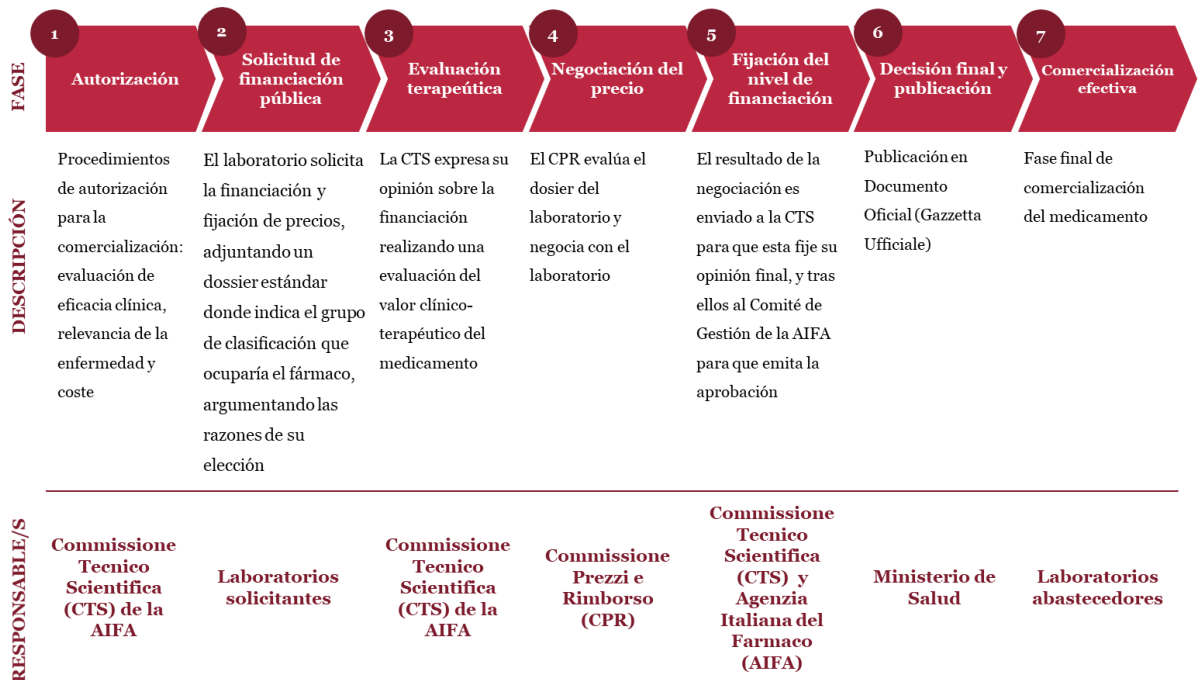 FASE
1
Autorización
2
Solicitud de
financiación
pública
3
Evaluación
terapeútica
4
Negociación del
precio
5
Fijación del
nivel de
financiación
6
Decisión final y
publicación
7
Comercialización
efectiva
DESCRIPCIÓN
Procedimientos
de autorización
para la
comercialización:
evaluación de
eficacia clínica,
relevancia de la
enfermedad y
coste
El laboratorio solicita
la financiación y
fijación de precios,
adjuntando un
dossier estándar
donde indica el grupo
de clasificación que
ocuparía el fármaco,
argumentando las
razones de su
elección
La CTS expresa su
opinión sobre la
financiación
realizando una
evaluación del
valor clínico-
terapéutico del
medicamento
El CPR evalúa el
dosier del
laboratorio y
negocia con el
laboratorio
El resultado de la
negociación es
enviado a la CTS
para que esta fije su
opinión final, y tras
ellos al Comité de
Gestión de la AIFA
para que emita la
aprobación
Publicación en
Documento
Oficial (Gazzetta
Ufficiale)
Fase final de
comercialización
del medicamento
RESPONSABLE/S
Commissione
Tecnico
Scientifica
(CTS) de la
AIFA
Laboratorios
solicitantes
Commissione
Tecnico
Scientifica
(CTS) de la
AIFA
Commissione
Prezzi e
Rimborso
(CPR)
Commissione
Tecnico
Scientifica
(CTS) y
Agenzia
Italiana del
Farmaco
(AIFA)
Ministerio de
Salud
Laboratorios
abastecedores